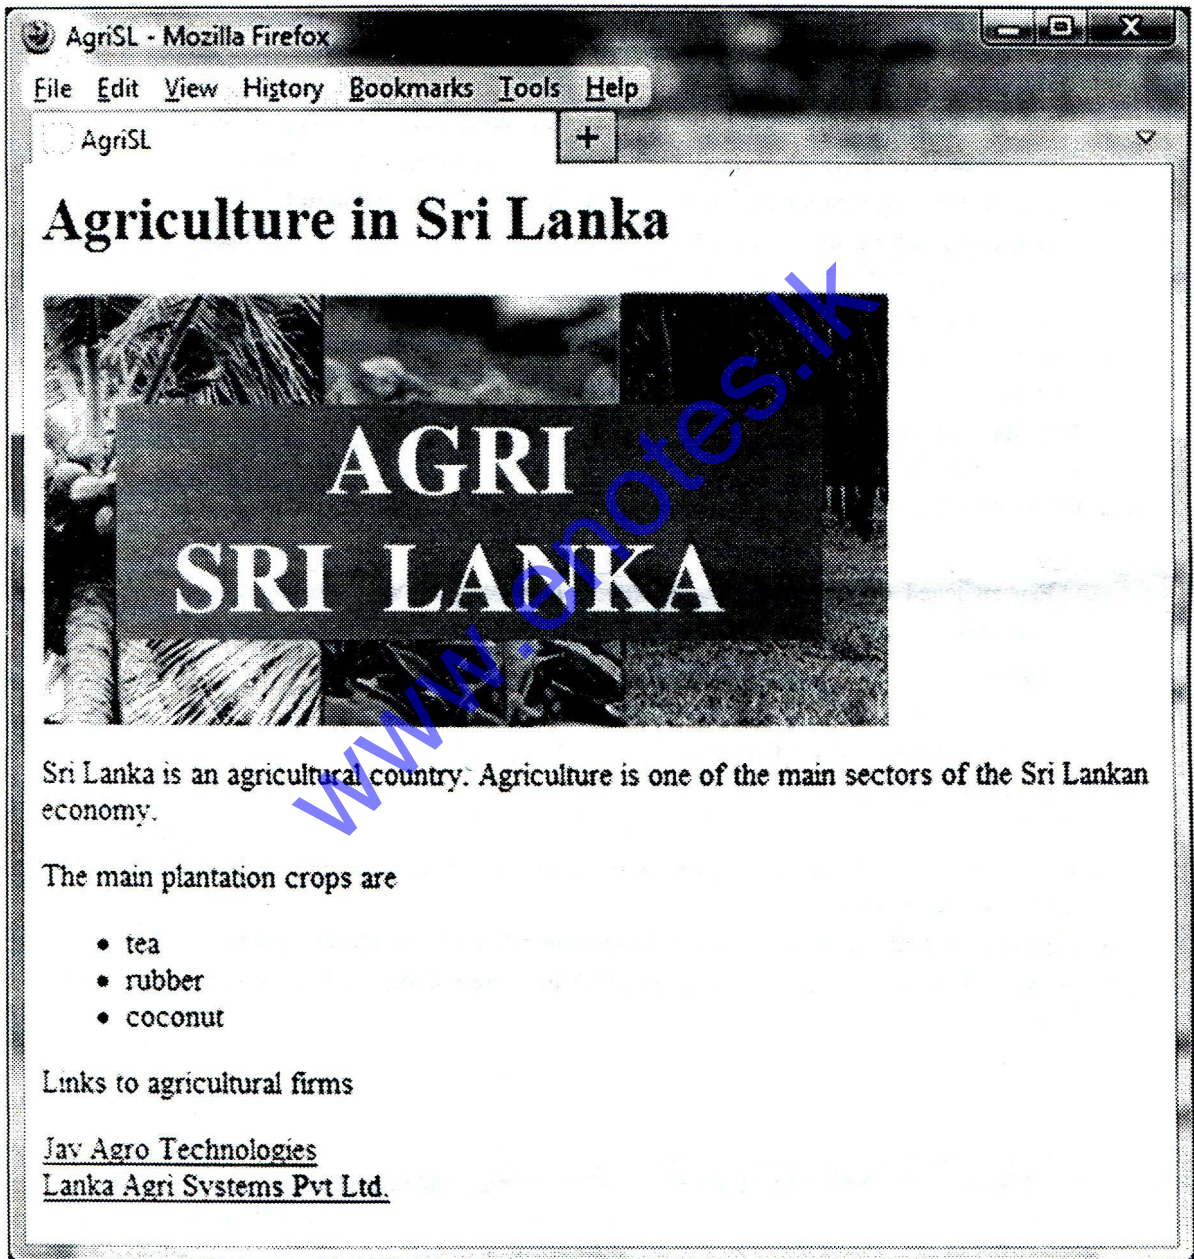 AgriSL - Mozilla Firefox
File Edit View History Bookmarks Tools Help
AgriSL
+
Agriculture in Sri Lanka
AGRI
SRI LANKA
Sri Lanka is an agricultural country. Agriculture is one of the main sectors of the Sri Lankan
economy.
The main plantation crops are
• tea
• rubber
• coconut
Links to agricultural firms
Jay Agro Technologies
Lanka Agri Systems Pvt Ltd.
www.enotes.lk